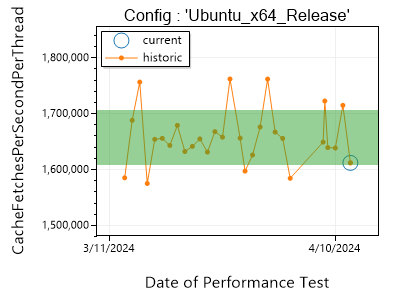 Config : 'Ubuntu_x64_Release'
current
historic
CacheFetchesPerSecondPerThread
1,800,000
1,700,000
1,600,000
1,500,000
3/11/2024
4/10/2024
Date of Performance Test